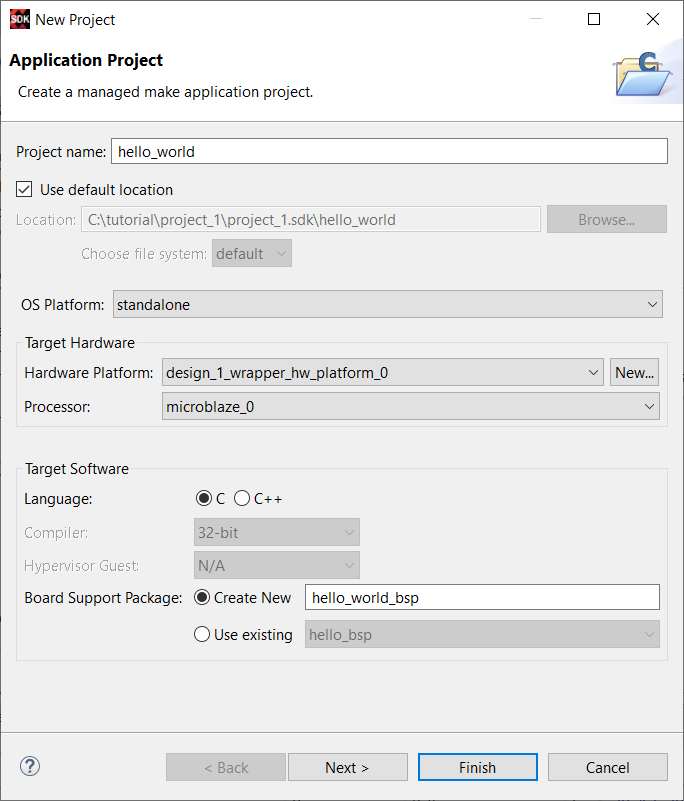 SDK New Project
Application Project
Create a managed make application project.
C
Project name: hello_world
Use default location
Location: C:\tutorial\project_1\project_1.sdk\hello_world Browse...
Choose file system: default
OS Platform: standalone
Target Hardware
Hardware Platform: design_1_wrapper_hw_platform_0 New...
Processor: microblaze_0
Target Software
Language: C C++
Compiler: 32-bit
Hypervisor Guest: N/A
Board Support Package: Create New hello_world_bsp
Use existing hello_bsp
? < Back Next > Finish Cancel